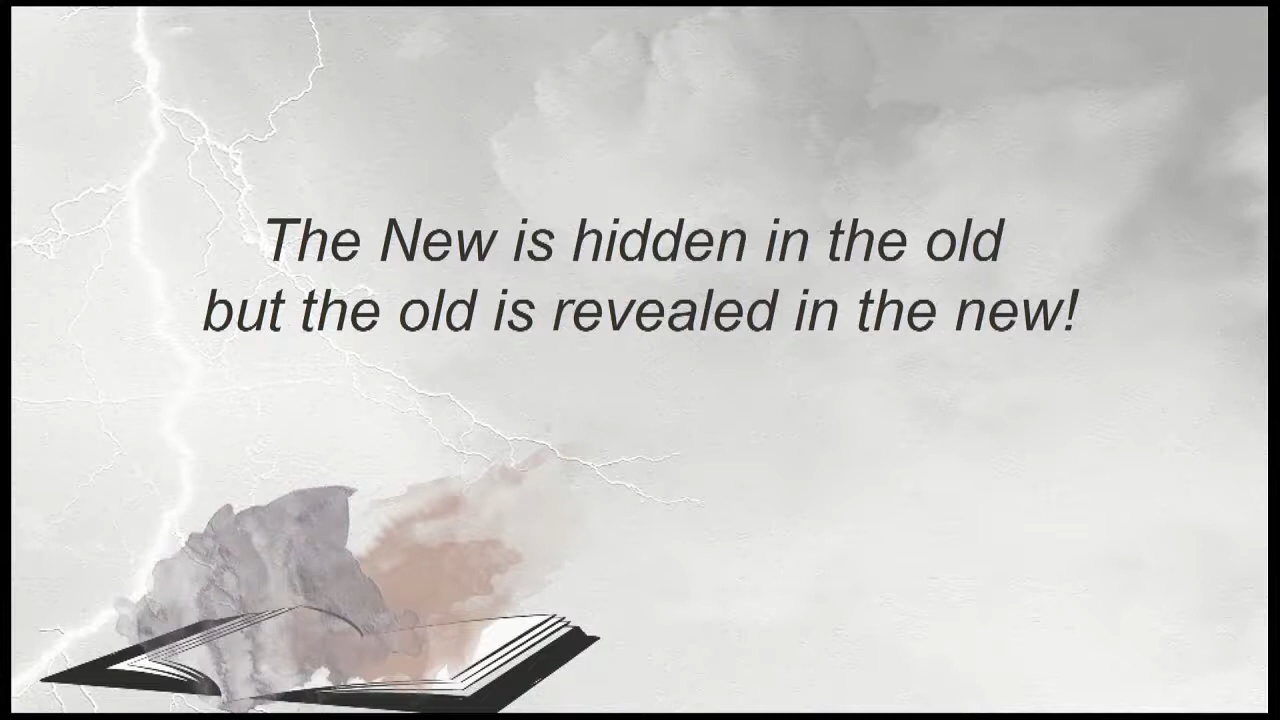 The New is hidden in the old
but the old is revealed in the new!